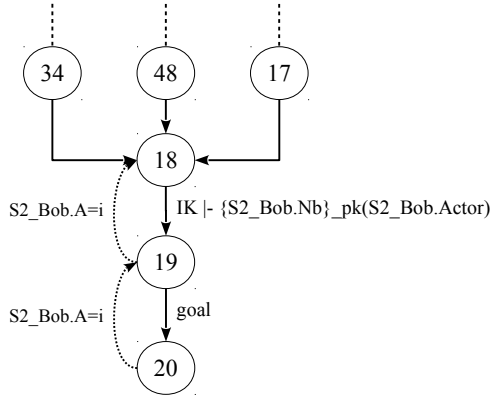 34 48 17
18
S2_Bob.A=i IK |- {S2_Bob.Nb}_pk(S2_Bob.Actor)
19
S2_Bob.A=i goal
20